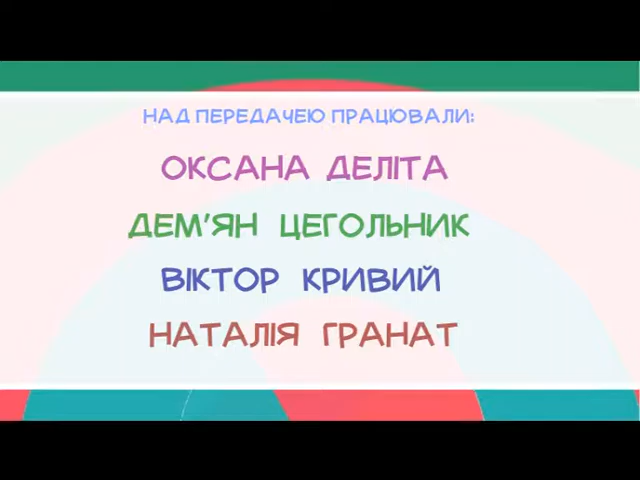 НАД ПЕРЕДАЧЕЮ ПРАЦЮВАЛИ:
ОКСАНА ДЕЛІТА
ДЕМ'ЯН ЦЕГОЛЬНИК
ВІКТОР КРИВИЙ
НАТАЛІЯ ГРАНАТ